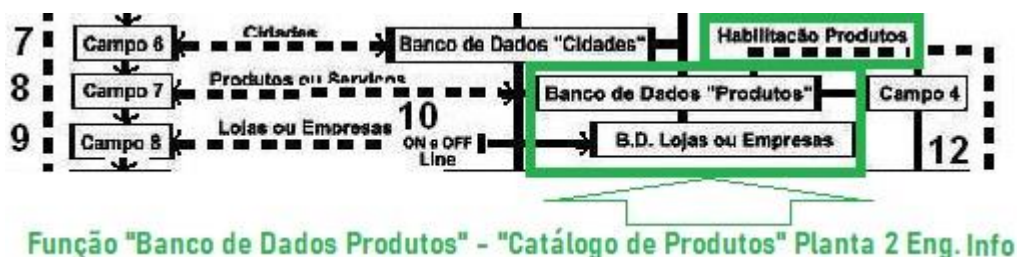 7 Campo 6 Cidades Banco de Dados "Cidades" Habilitacão Produtos
8 Campo 7 Produtos ou Servicos Banco de Dados "Produtos" Campo 4
9 Campo 8 Lojas ou Empresas 10 ON e OFF Line B.D. Lojas ou Empresas 12
Função "Banco de Dados Produtos" - "Catálogo de Produtos" Planta 2 Eng. Info